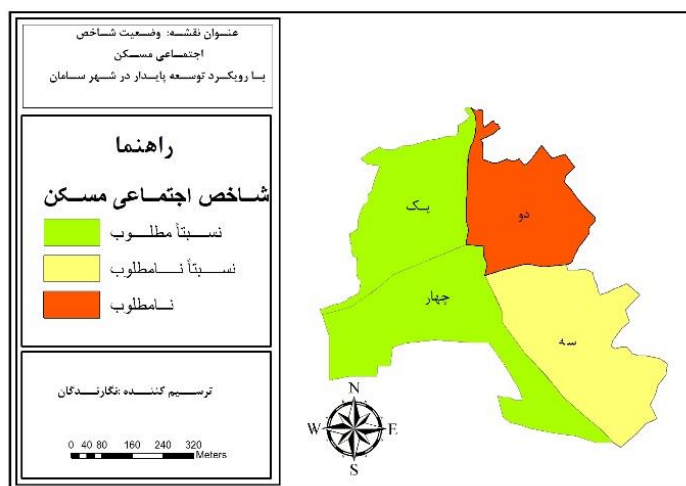 عنوان نقشه: وضعیت شاخص
اجتماعی مسکن
با رویکرد توسعه پایدار در شهر سامان
راهنما
شاخص اجتماعی مسکن
نسبتاً مطلوب
نسبتاً نامطلوب
نامطلوب
ترسیم کننده :نگارندگان
0 40 80 160 240 320
Meters
یک
دو
چهار
سه
N
W E
S